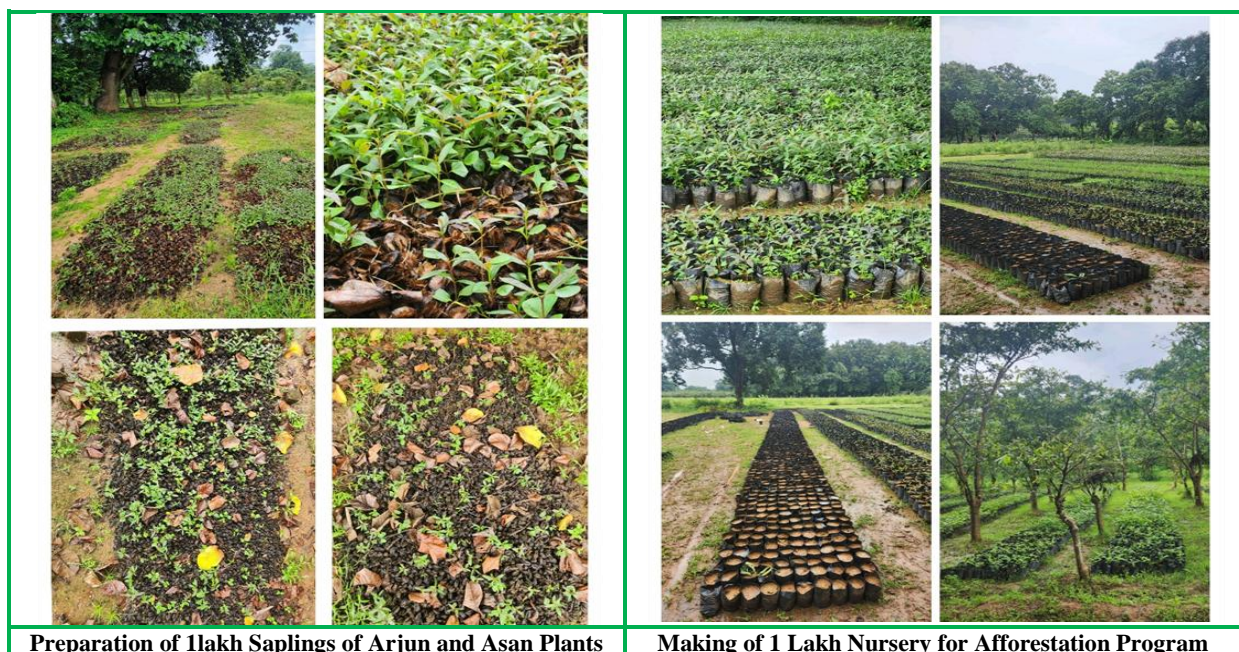 Preparation of 1lakh Saplings of Arjun and Asan Plants
Making of 1 Lakh Nursery for Afforestation Program